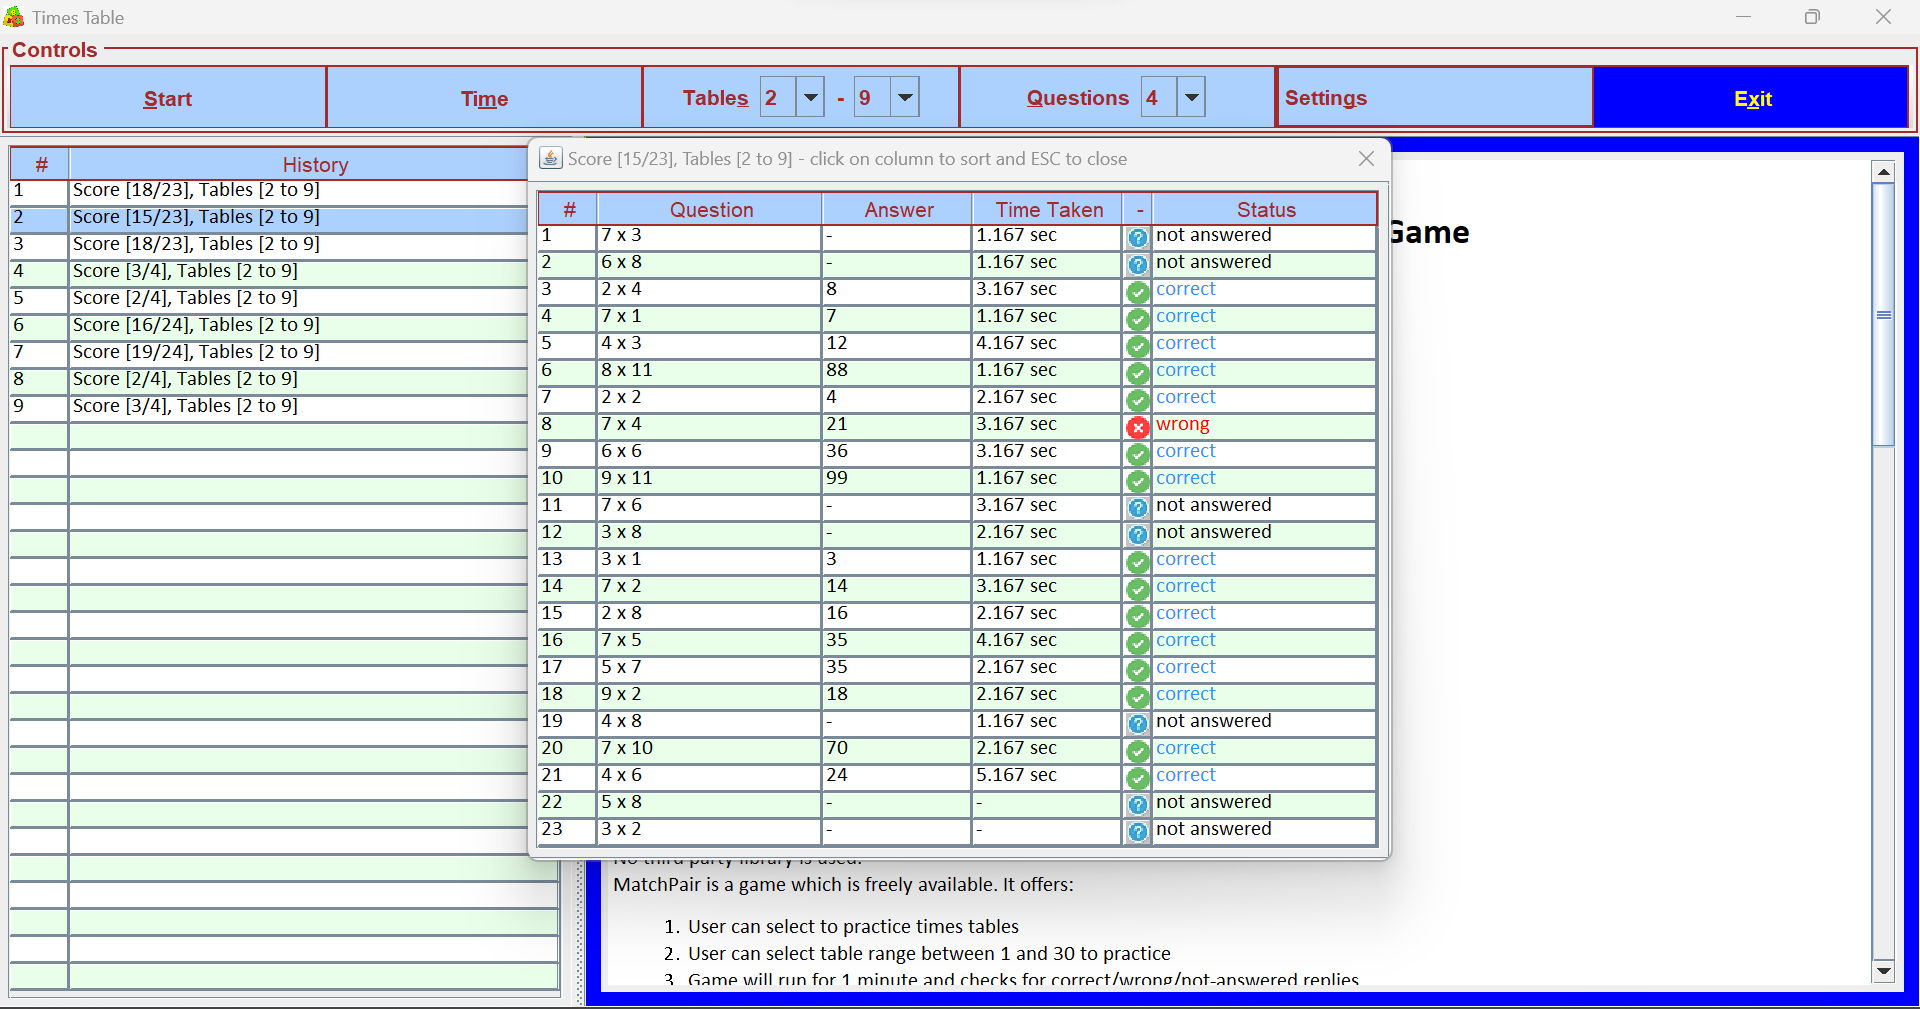 Times Table
Controls
Start Time Tables 2 - 9 Questions 4 Settings Exit
# History
1 Score [18/23], Tables [2 to 9]
2 Score [15/23], Tables [2 to 9]
3 Score [18/23], Tables [2 to 9]
4 Score [3/4], Tables [2 to 9]
5 Score [2/4], Tables [2 to 9]
6 Score [16/24], Tables [2 to 9]
7 Score [19/24], Tables [2 to 9]
8 Score [2/4], Tables [2 to 9]
9 Score [3/4], Tables [2 to 9]
Score [15/23], Tables [2 to 9] - click on column to sort and ESC to close
# Question Answer Time Taken - Status
1 7 x 3 - 1.167 sec not answered
2 6 x 8 - 1.167 sec not answered
3 2 x 4 8 3.167 sec correct
4 7 x 1 7 1.167 sec correct
5 4 x 3 12 4.167 sec correct
6 8 x 11 88 1.167 sec correct
7 2 x 2 4 2.167 sec correct
8 7 x 4 21 3.167 sec wrong
9 6 x 6 36 3.167 sec correct
10 9 x 11 99 1.167 sec correct
11 7 x 6 - 3.167 sec not answered
12 3 x 8 - 2.167 sec not answered
13 3 x 1 3 1.167 sec correct
14 7 x 2 14 3.167 sec correct
15 2 x 8 16 2.167 sec correct
16 7 x 5 35 4.167 sec correct
17 5 x 7 35 2.167 sec correct
18 9 x 2 18 2.167 sec correct
19 4 x 8 - 1.167 sec not answered
20 7 x 10 70 2.167 sec correct
21 4 x 6 24 5.167 sec correct
22 5 x 8 - - not answered
23 3 x 2 - - not answered
Game
No third party library is used.
MatchPair is a game which is freely available. It offers:
1. User can select to practice times tables
2. User can select table range between 1 and 30 to practice
3. Game will run for 1 minute and checks for correct/wrong/not-answered replies